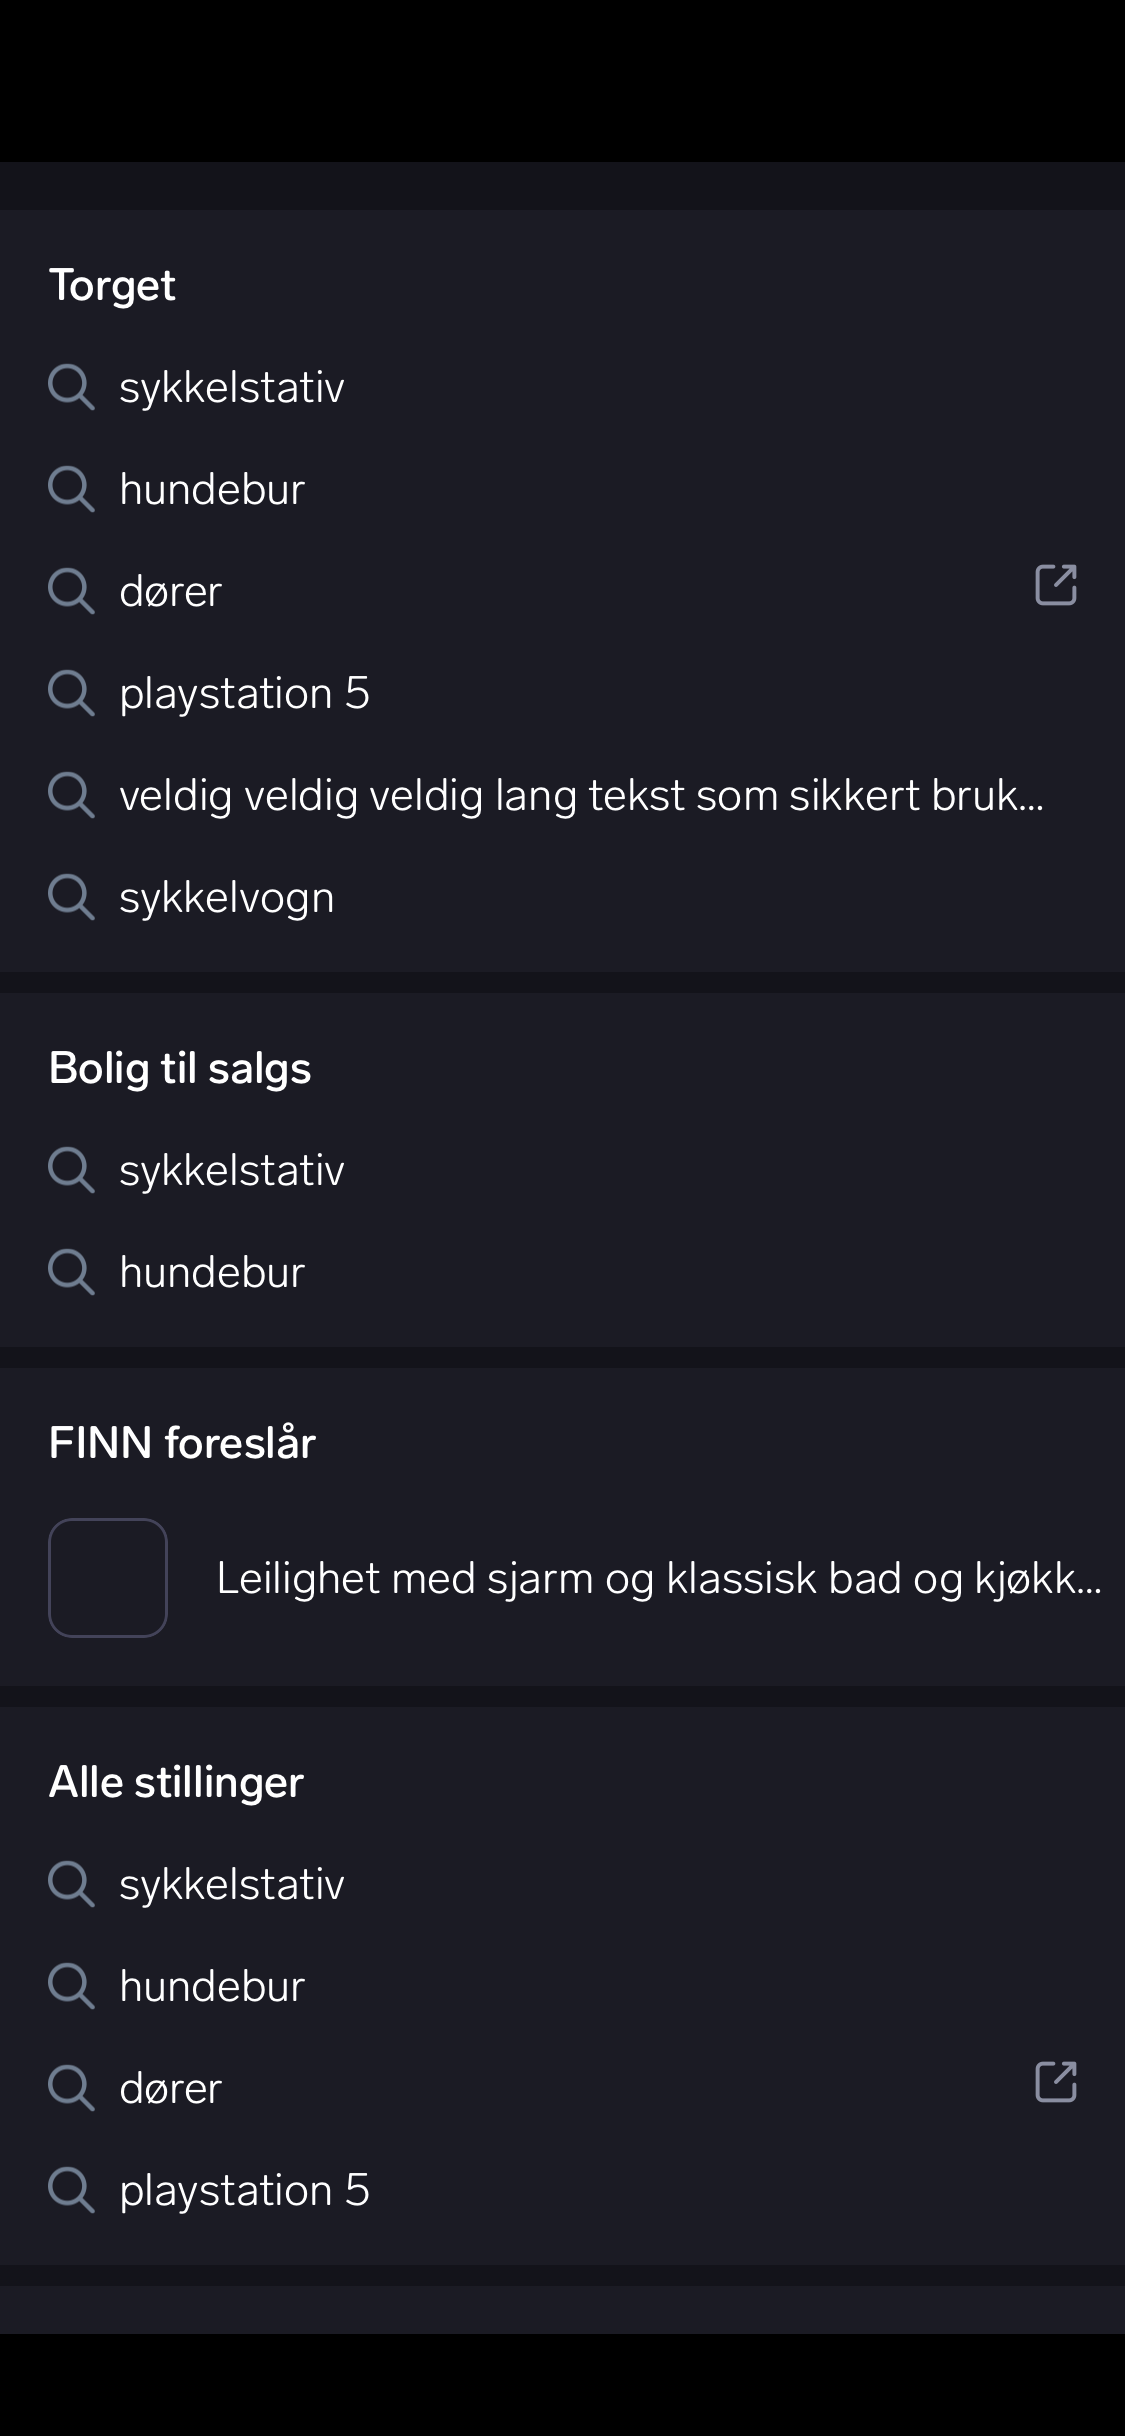 Torget
sykkelstativ
hundebur
dører
playstation 5
veldig veldig veldig lang tekst som sikkert bruk...
sykkelvogn
Bolig til salgs
sykkelstativ
hundebur
FINN foreslår
Leilighet med sjarm og klassisk bad og kjøkk...
Alle stillinger
sykkelstativ
hundebur
dører
playstation 5